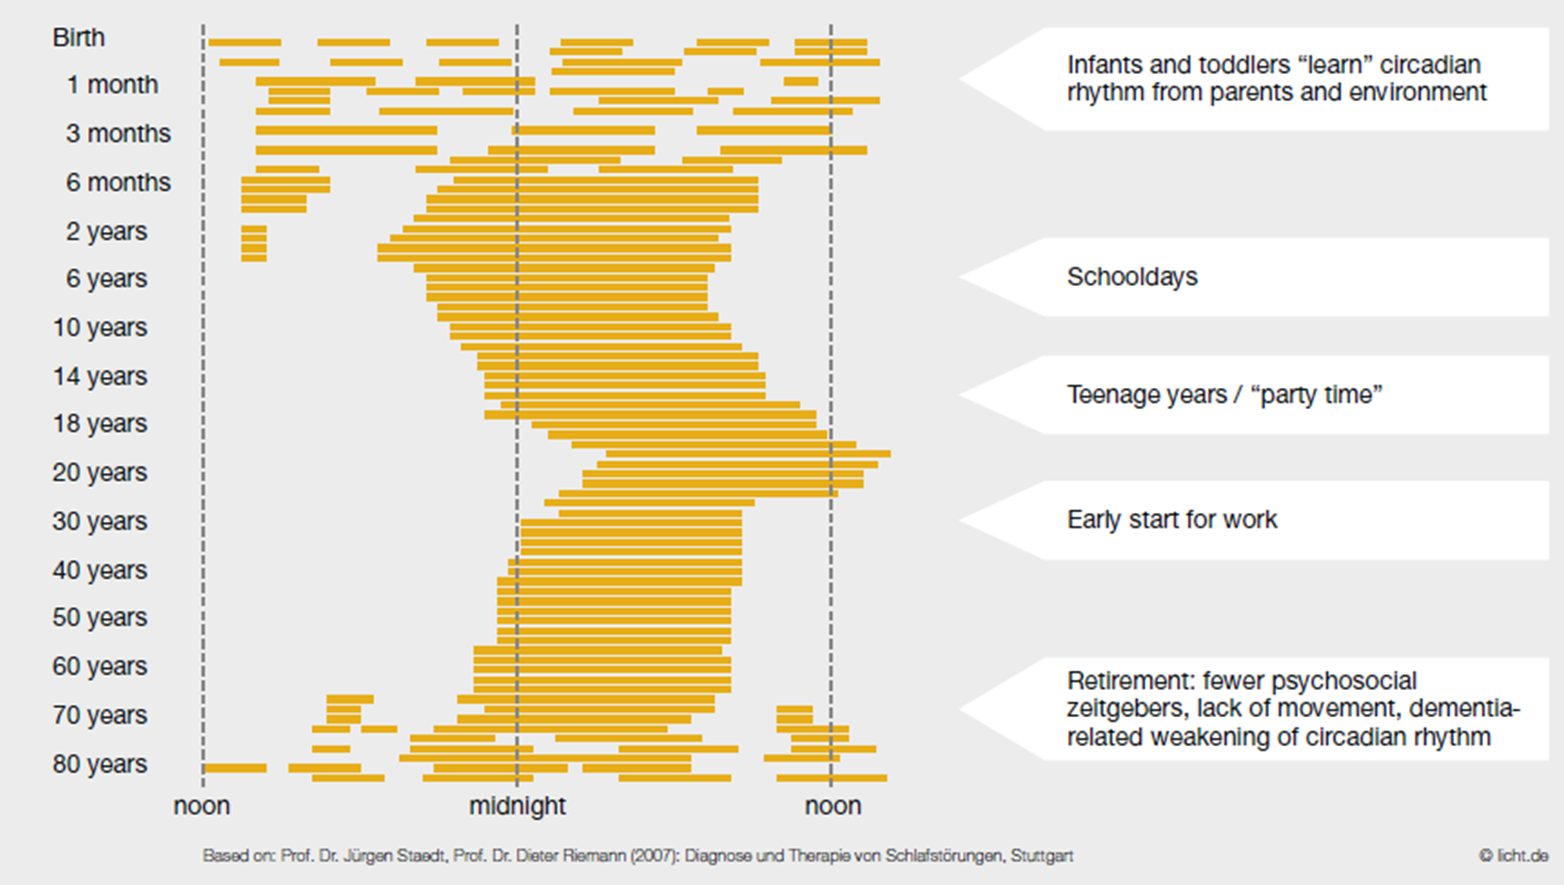 Birth
1 month
3 months
6 months
2 years
6 years
10 years
14 years
18 years
20 years
30 years
40 years
50 years
60 years
70 years
80 years
noon
midnight
noon
Infants and toddlers “learn” circadian
rhythm from parents and environment
Schooldays
Teenage years / “party time”
Early start for work
Retirement: fewer psychosocial
zeitgebers, lack of movement, dementia-
related weakening of circadian rhythm
Based on: Prof. Dr. Jürgen Staedt, Prof. Dr. Dieter Riemann (2007): Diagnose und Therapie von Schlafstörungen, Stuttgart
© licht.de